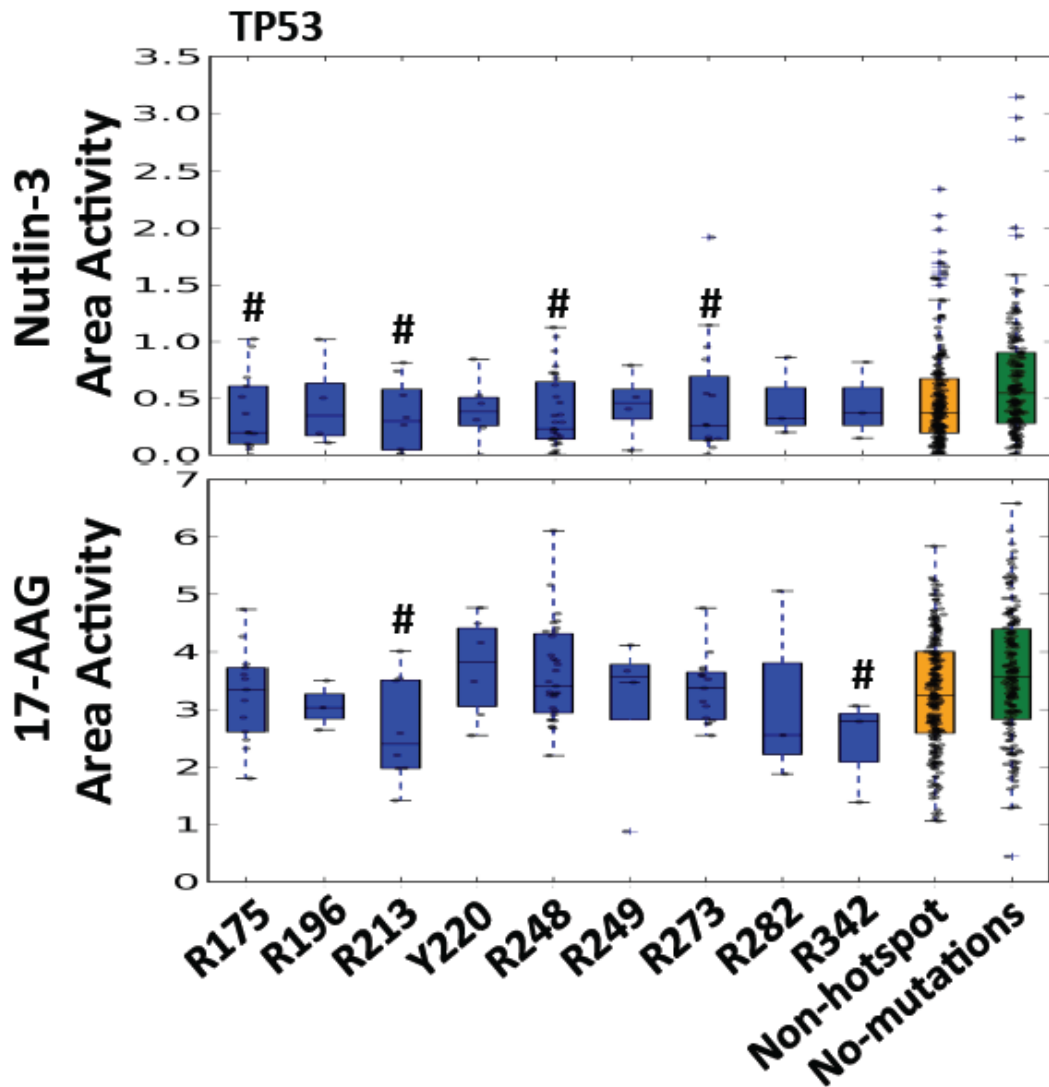 TP53
Nutlin-3
Area Activity
3.5
3.0
2.5
2.0
1.5
1.0
0.5
0.0
# # # #
17-AAG
Area Activity
7
6
5
4
3
2
1
0
# #
R175 R196 R213 Y220 R248 R249 R273 R282 R342 Non-hotspot No-mutations